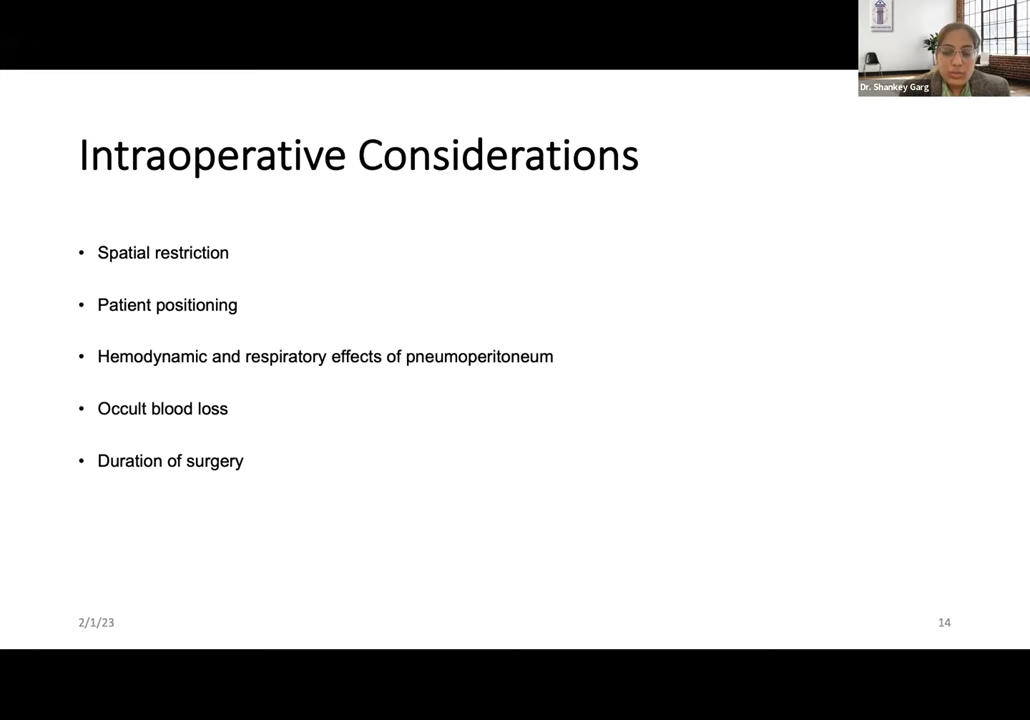 Dr. Shankey Garg
Intraoperative Considerations
• Spatial restriction
• Patient positioning
• Hemodynamic and respiratory effects of pneumoperitoneum
• Occult blood loss
• Duration of surgery
2/1/23
14